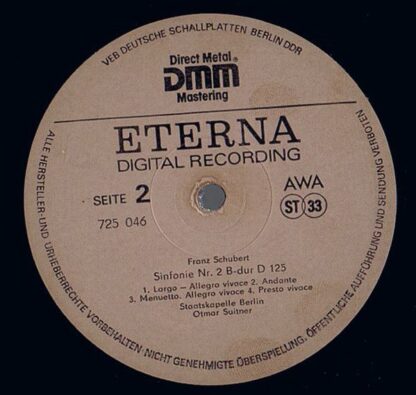 VEB DEUTSCHE SCHALLPLATTEN BERLIN DDR
Direct Metal®
DMM
Mastering
ETERNA
DIGITAL RECORDING
SEITE 2
AWA
725 046
ST 33
Franz Schubert
Sinfonie Nr. 2 B-dur D 125
1. Largo – Allegro vivace 2. Andante
3. Menuetto. Allegro vivace 4. Presto vivace
Staatskapelle Berlin
Otmar Suitner
ALLE HERSTELLER UND URHEBERRECHTE VORBEHALTEN · NICHT GENEHMIGTE ÜBERSPIELUNG, ÖFFENTLICHE AUFFÜHRUNG UND SENDUNG VERBOTEN